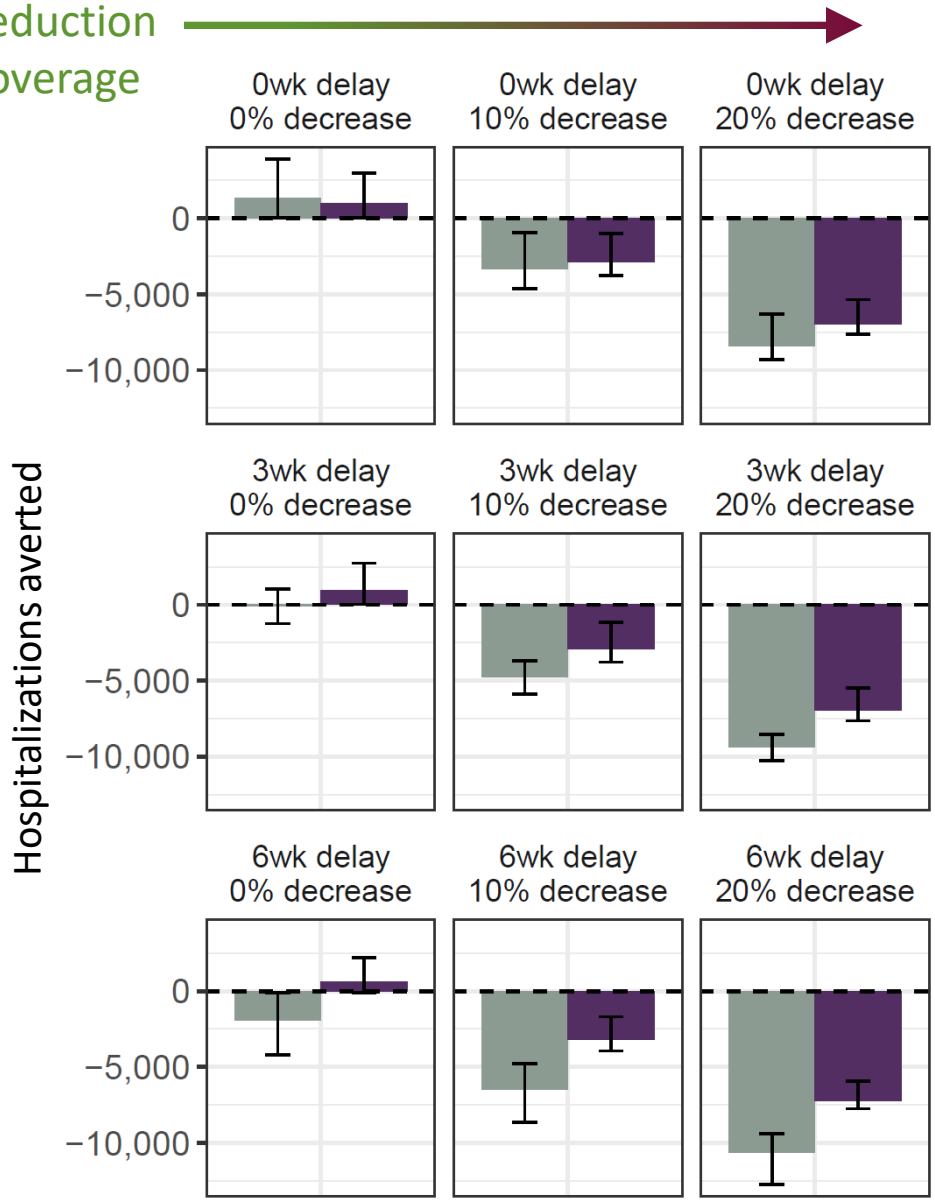 eduction
overage
0wk delay
0% decrease
0wk delay
10% decrease
0wk delay
20% decrease
0
−5,000
−10,000
Hospitalizations averted
3wk delay
0% decrease
3wk delay
10% decrease
3wk delay
20% decrease
0
−5,000
−10,000
6wk delay
0% decrease
6wk delay
10% decrease
6wk delay
20% decrease
0
−5,000
−10,000